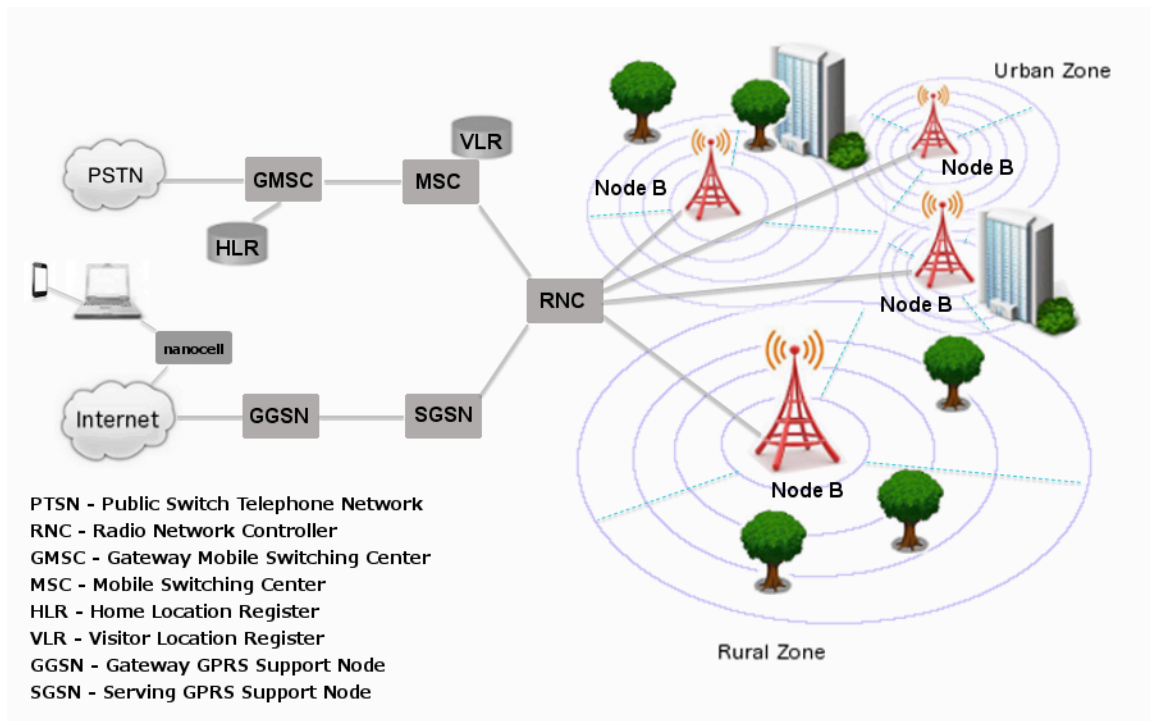 Urban Zone
VLR
PSTN
GMSC
MSC
Node B
Node B
HLR
RNC
Node B
nanocell
Internet
GGSN
SGSN
Node B
PTSN - Public Switch Telephone Network
RNC - Radio Network Controller
GMSC - Gateway Mobile Switching Center
MSC - Mobile Switching Center
HLR - Home Location Register
VLR - Visitor Location Register
GGSN - Gateway GPRS Support Node
SGSN - Serving GPRS Support Node
Rural Zone